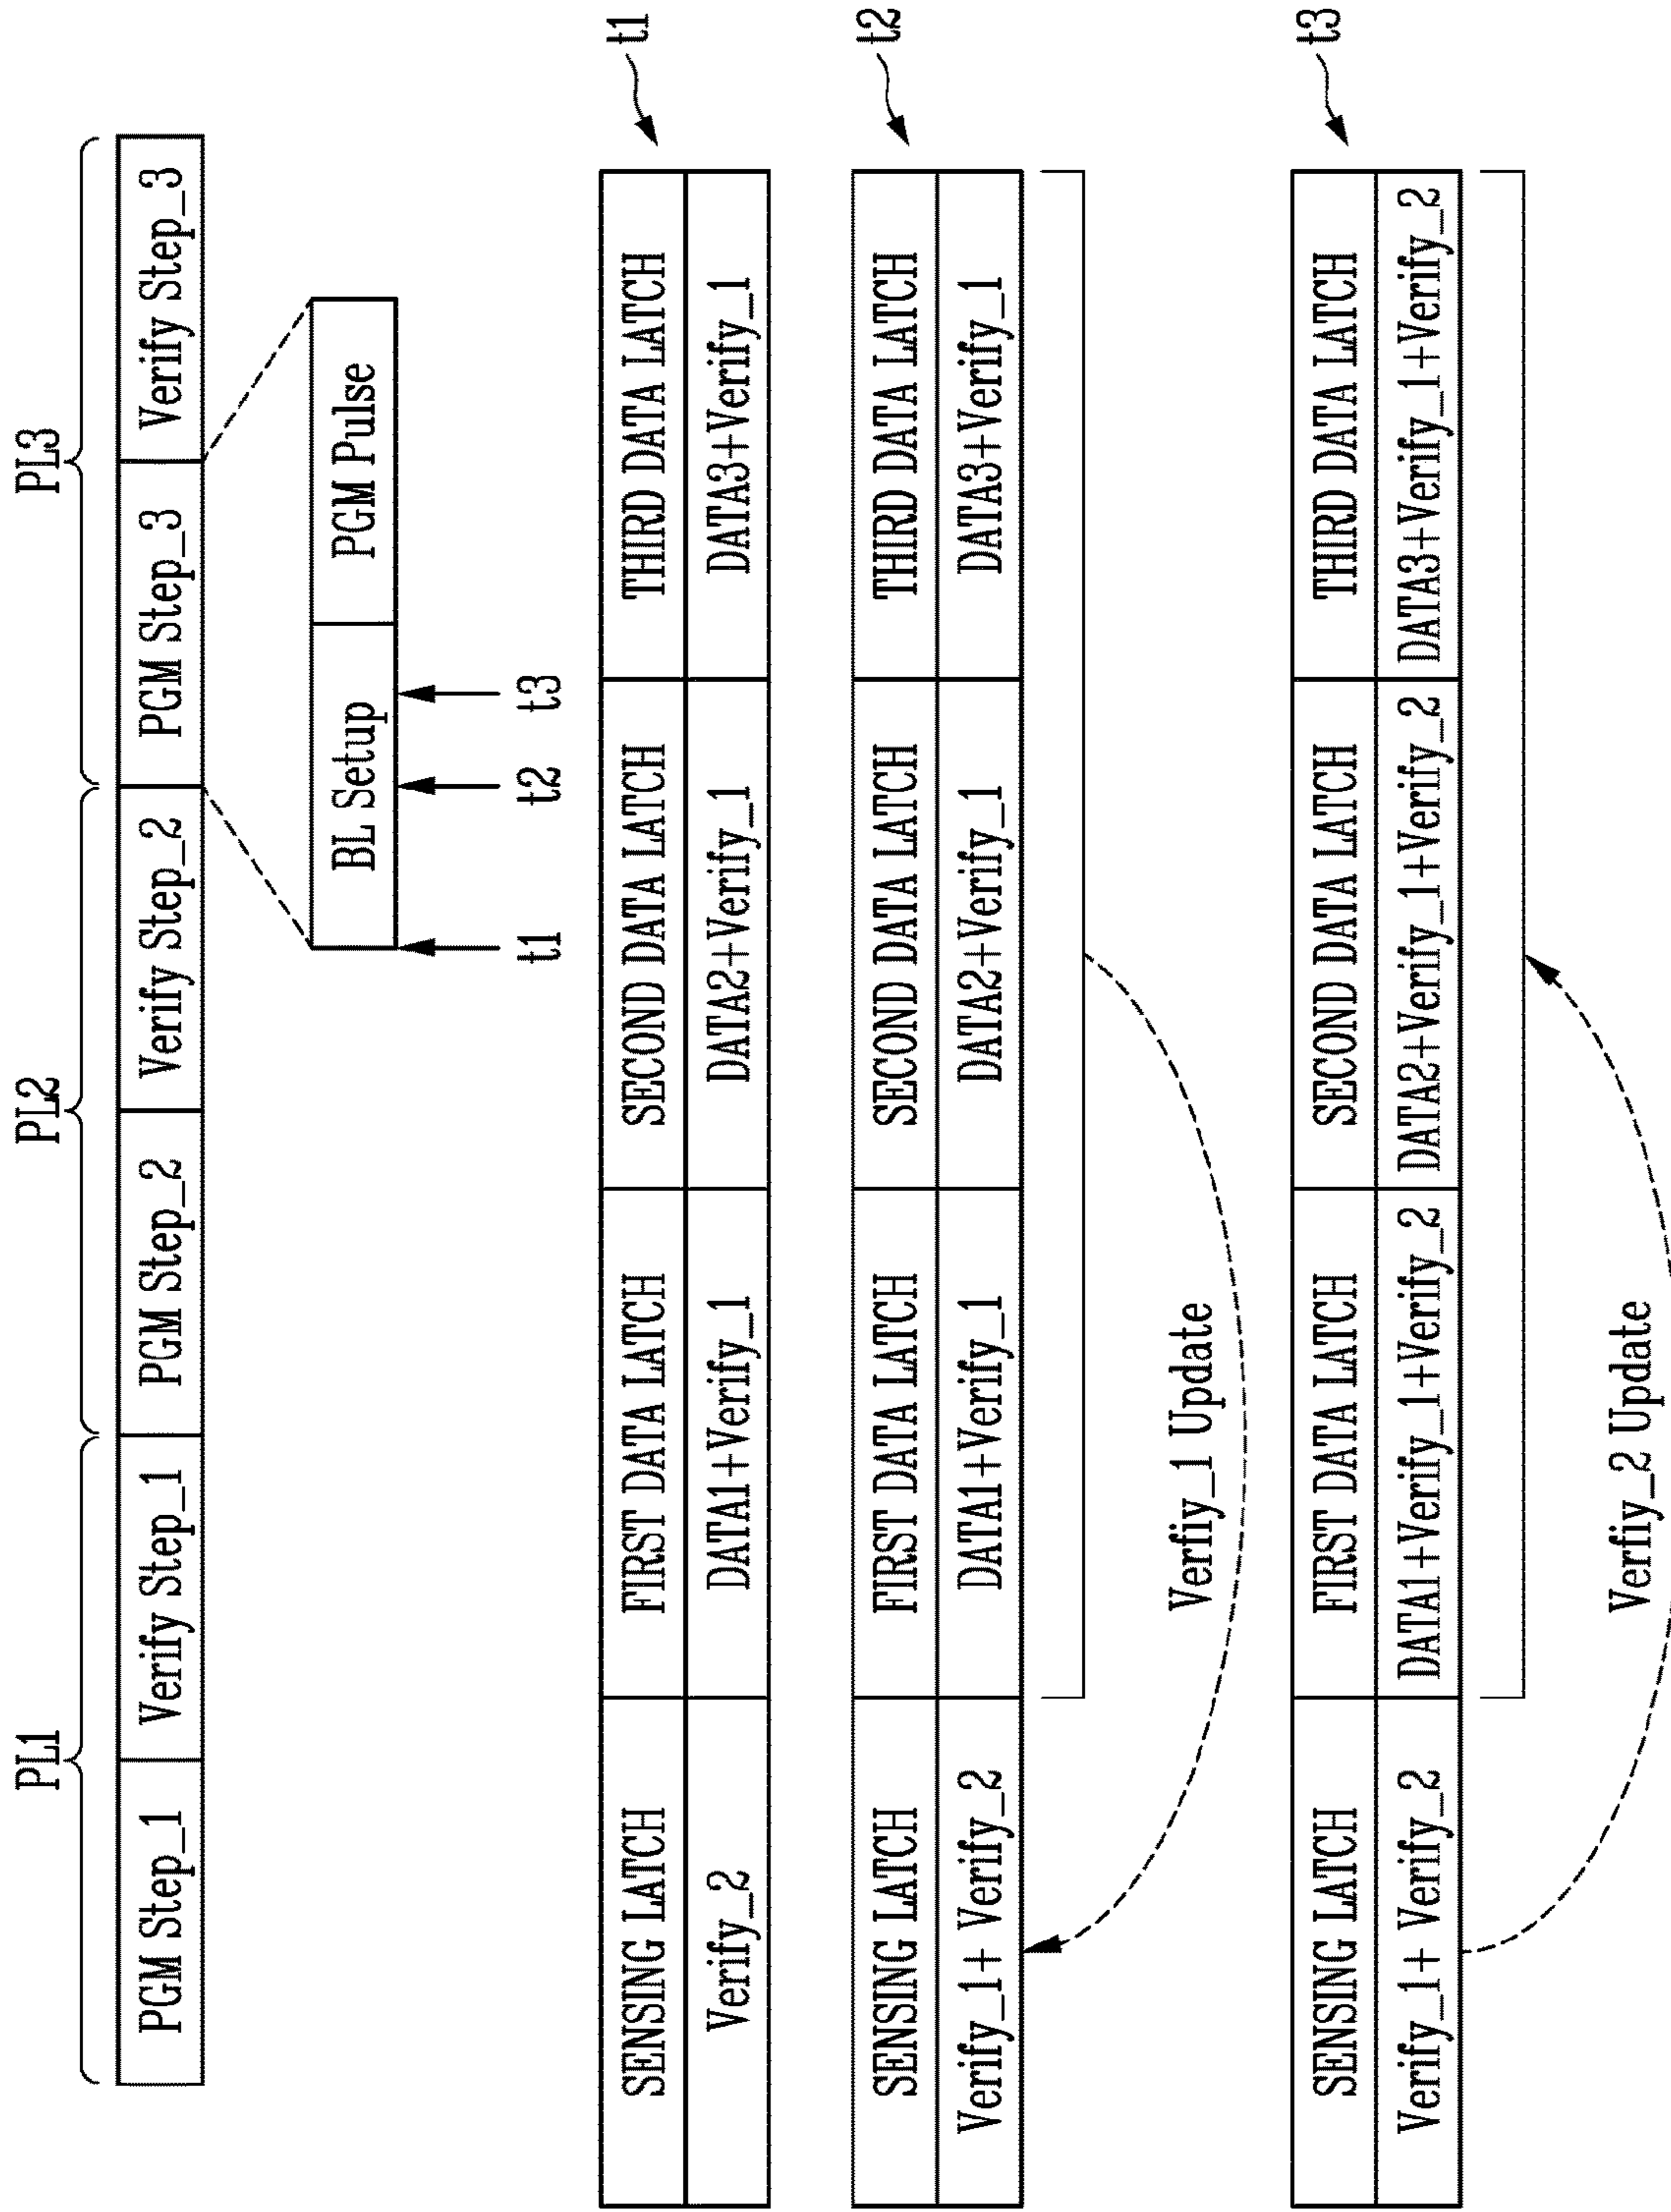 PL1 PL2 PL3
PGM Step_1 Verify Step_1 PGM Step_2 Verify Step_2 PGM Step_3 Verify Step_3
BL Setup PGM Pulse
t1 t2 t3
t1
SENSING LATCH FIRST DATA LATCH SECOND DATA LATCH THIRD DATA LATCH
Verify_2 DATA1+Verify_1 DATA2+Verify_1 DATA3+Verify_1
t2
SENSING LATCH FIRST DATA LATCH SECOND DATA LATCH THIRD DATA LATCH
Verify_1+ Verify_2 DATA1+Verify_1 DATA2+Verify_1 DATA3+Verify_1
Verfiy_1 Update
t3
SENSING LATCH FIRST DATA LATCH SECOND DATA LATCH THIRD DATA LATCH
Verify_1+ Verify_2 DATA1+Verify_1+Verify_2 DATA2+Verify_1+Verify_2 DATA3+Verify_1+Verify_2
Verfiy_2 Update